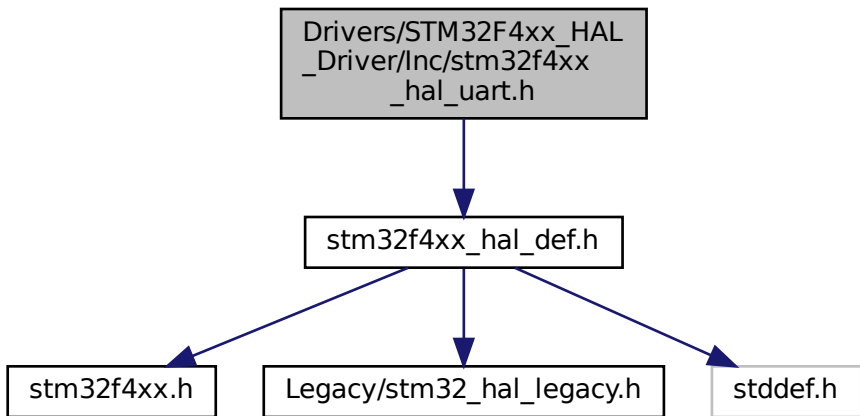 Drivers/STM32F4xx_HAL
_Driver/Inc/stm32f4xx
_hal_uart.h
stm32f4xx_hal_def.h
stm32f4xx.h
Legacy/stm32_hal_legacy.h
stddef.h